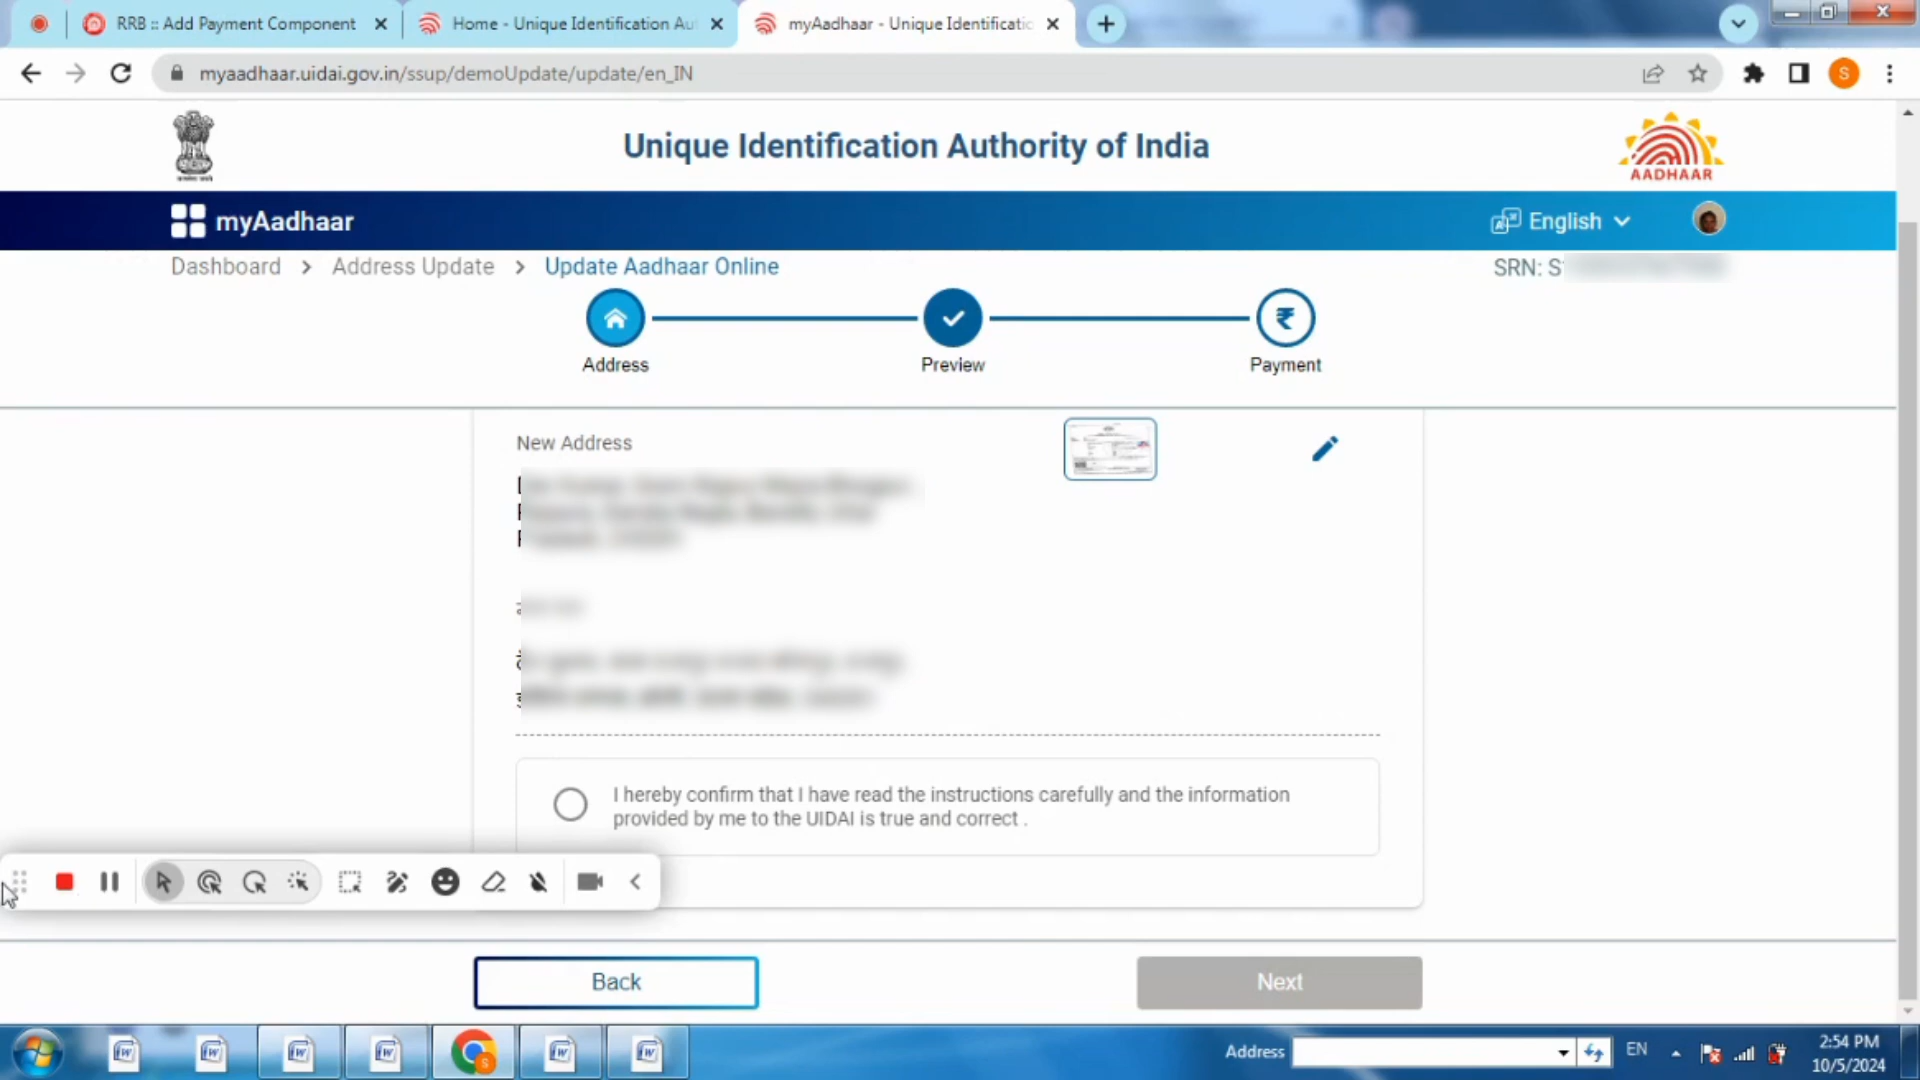 RRB :: Add Payment Component
Home - Unique Identification Au
myAadhaar - Unique Identificatio
myaadhaar.uidai.gov.in/ssup/demoUpdate/update/en_IN
S
Unique Identification Authority of India
AADHAAR
myAadhaar
English
Dashboard > Address Update > Update Aadhaar Online
SRN: S
Address
Preview
₹
Payment
New Address
I hereby confirm that I have read the instructions carefully and the information
provided by me to the UIDAI is true and correct .
Back
Next
Address
EN
2:54 PM
10/5/2024